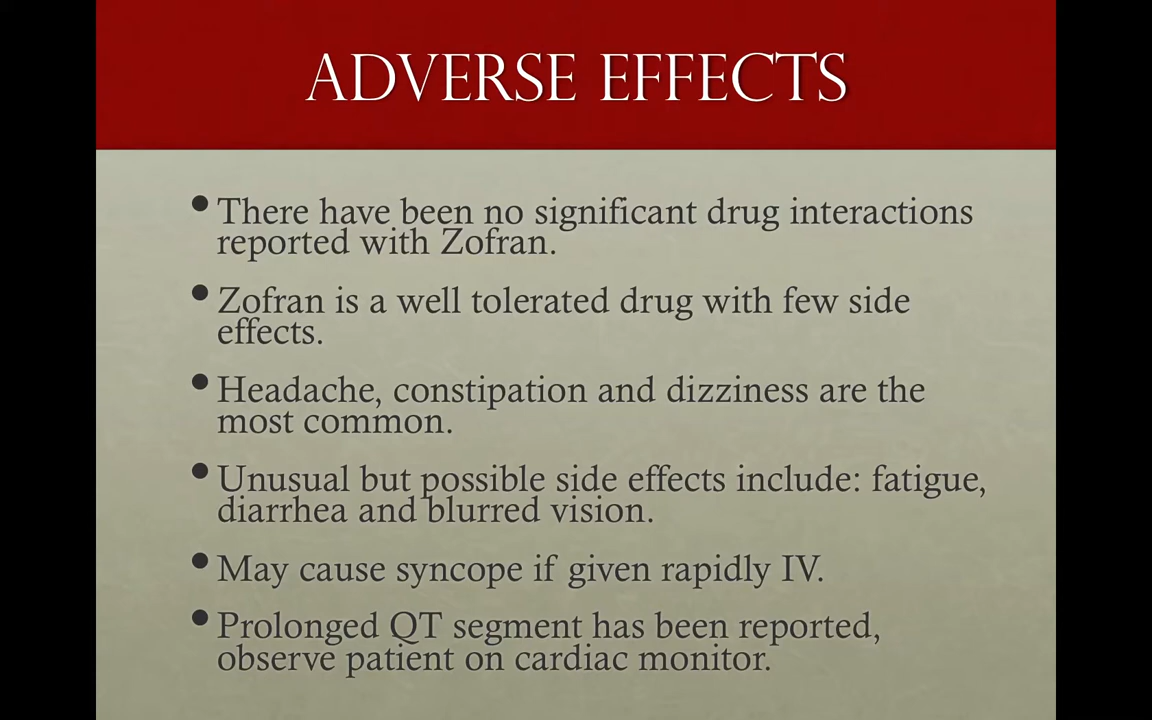 ADVERSE EFFECTS
•There have been no significant drug interactions
reported with Zofran.
•Zofran is a well tolerated drug with few side
effects.
•Headache, constipation and dizziness are the
most common.
•Unusual but possible side effects include: fatigue,
diarrhea and blurred vision.
•May cause syncope if given rapidly IV.
•Prolonged QT segment has been reported,
observe patient on cardiac monitor.